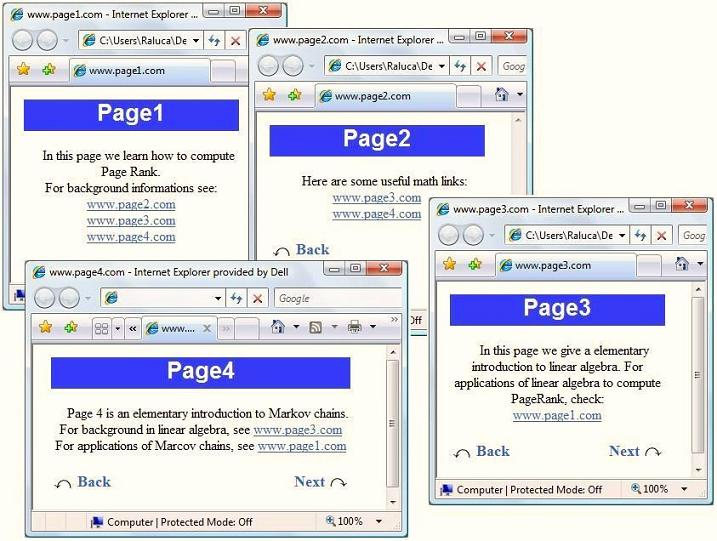 www.page1.com - Internet Explorer ...
C:\Users\Raluca\De
www.page1.com
Page1
In this page we learn how to compute
Page Rank.
For background informations see:
www.page2.com
www.page3.com
www.page4.com
www.page2.com - Internet Explorer ...
C:\Users\Raluca\De
Goog
www.page2.com
Page2
Here are some useful math links:
www.page3.com
www.page4.com
Back
Off
www.page3.com - Internet Explorer ...
C:\Users\Raluca\De
Goog
www.page3.com
Page3
In this page we give a elementary
introduction to linear algebra. For
applications of linear algebra to compute
PageRank, check:
www.page1.com
Back Next
Computer | Protected Mode: Off 100%
www.page4.com - Internet Explorer provided by Dell
Google
www....
Page4
Page 4 is an elementary introduction to Markov chains.
For background in linear algebra, see www.page3.com
For applications of Marcov chains, see www.page1.com
Back Next
Computer | Protected Mode: Off 100%